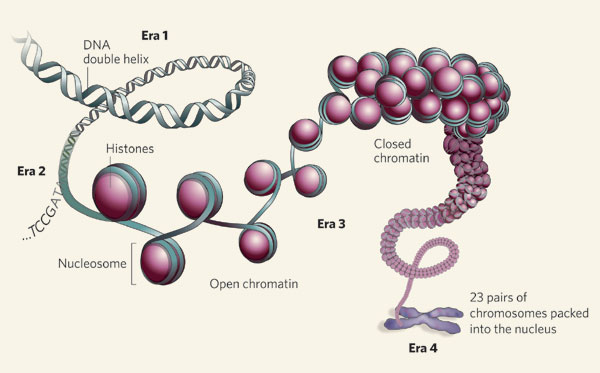 Era 1
DNA
double helix
Histones
Era 2
...TCCGAT
Nucleosome
Open chromatin
Era 3
Closed
chromatin
23 pairs of
chromosomes packed
into the nucleus
Era 4